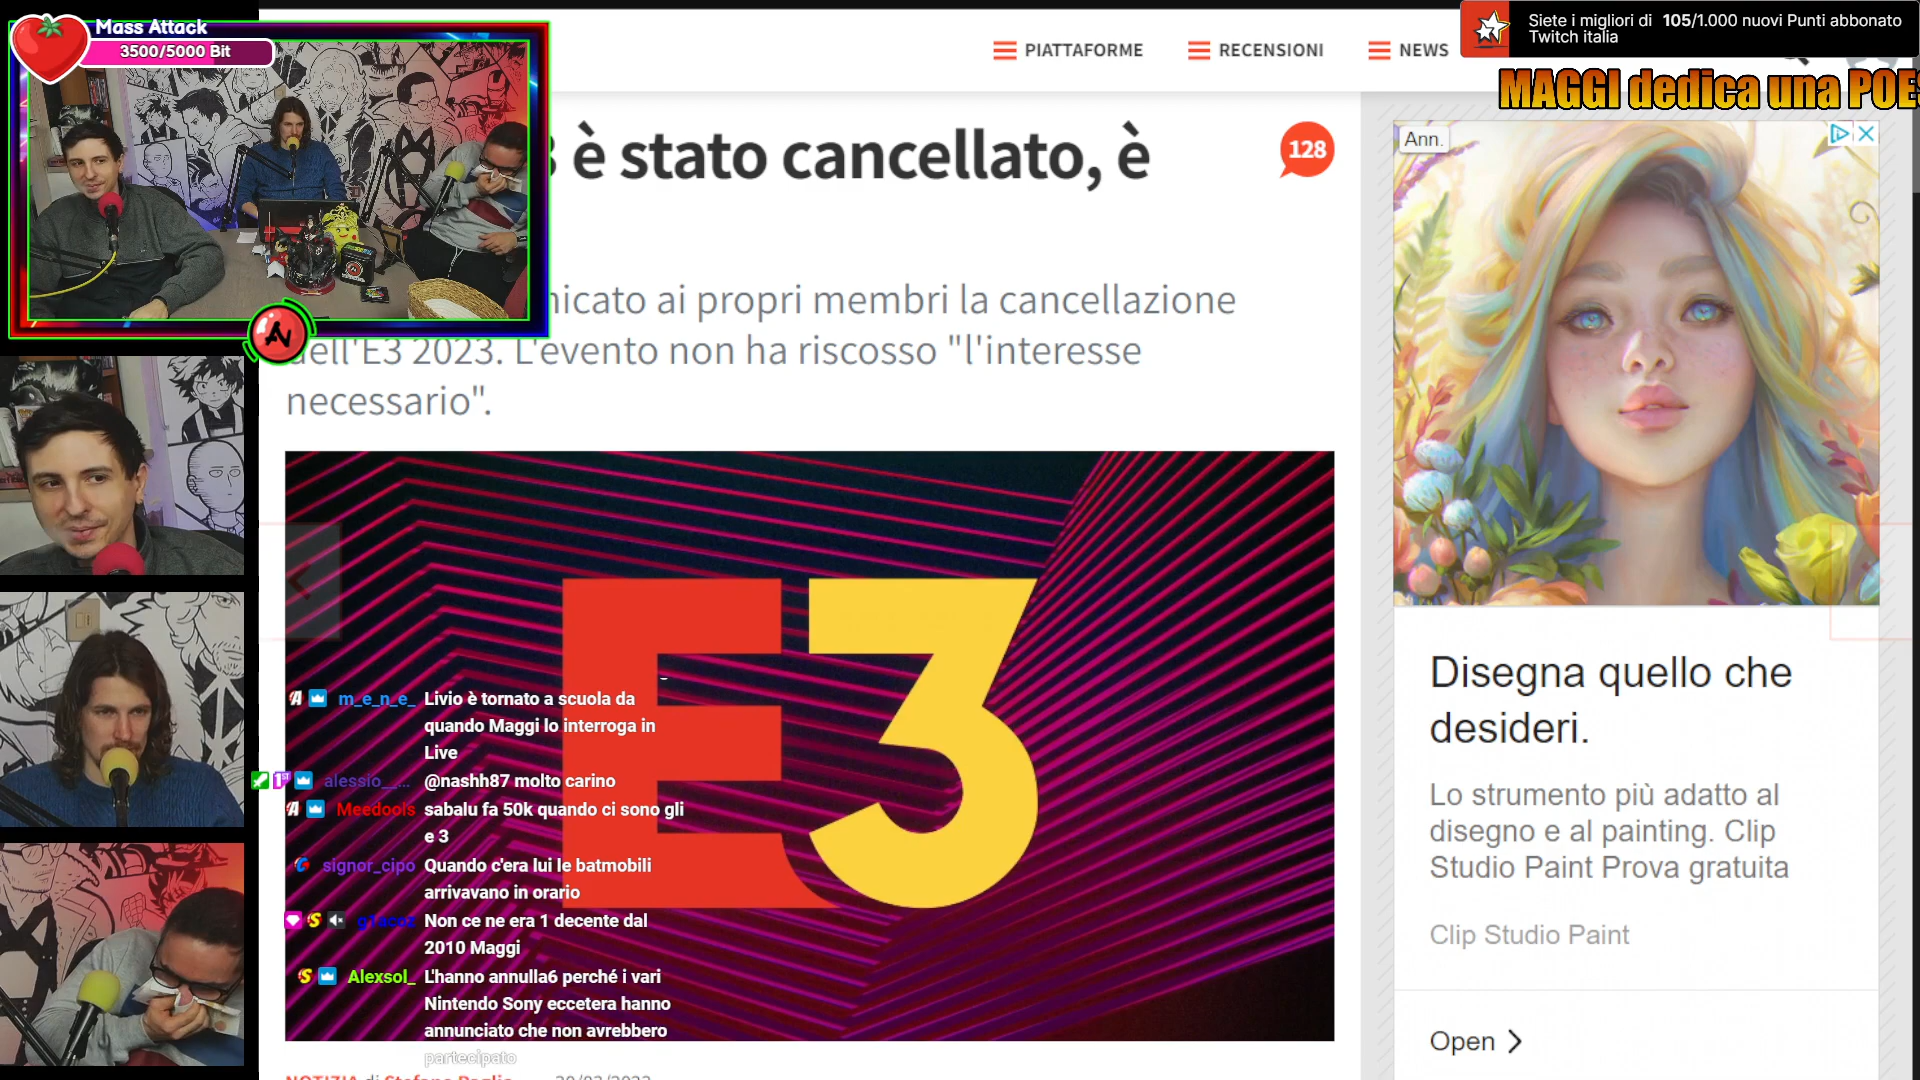 Mass Attack
3500/5000 Bit
PIATTAFORME
RECENSIONI
NEWS
Siete i migliori di 105/1.000 nuovi Punti abbonato
Twitch italia
MAGGI dedica una POES
è stato cancellato, è
128
nicato ai propri membri la cancellazione
dell'E3 2023. L'evento non ha riscosso "l'interesse
necessario".
E3
m_e_n_e_ Livio è tornato a scuola da
quando Maggi lo interroga in
Live
alessio__... @nashh87 molto carino
Meedools sabalu fa 50k quando ci sono gli
e 3
signor_cipo Quando c'era lui le batmobili
arrivavano in orario
g1acoz Non ce ne era 1 decente dal
2010 Maggi
Alexsol_ L'hanno annulla6 perché i vari
Nintendo Sony eccetera hanno
annunciato che non avrebbero
partecipato
Ann.
Disegna quello che
desideri.
Lo strumento più adatto al
disegno e al painting. Clip
Studio Paint Prova gratuita
Clip Studio Paint
Open